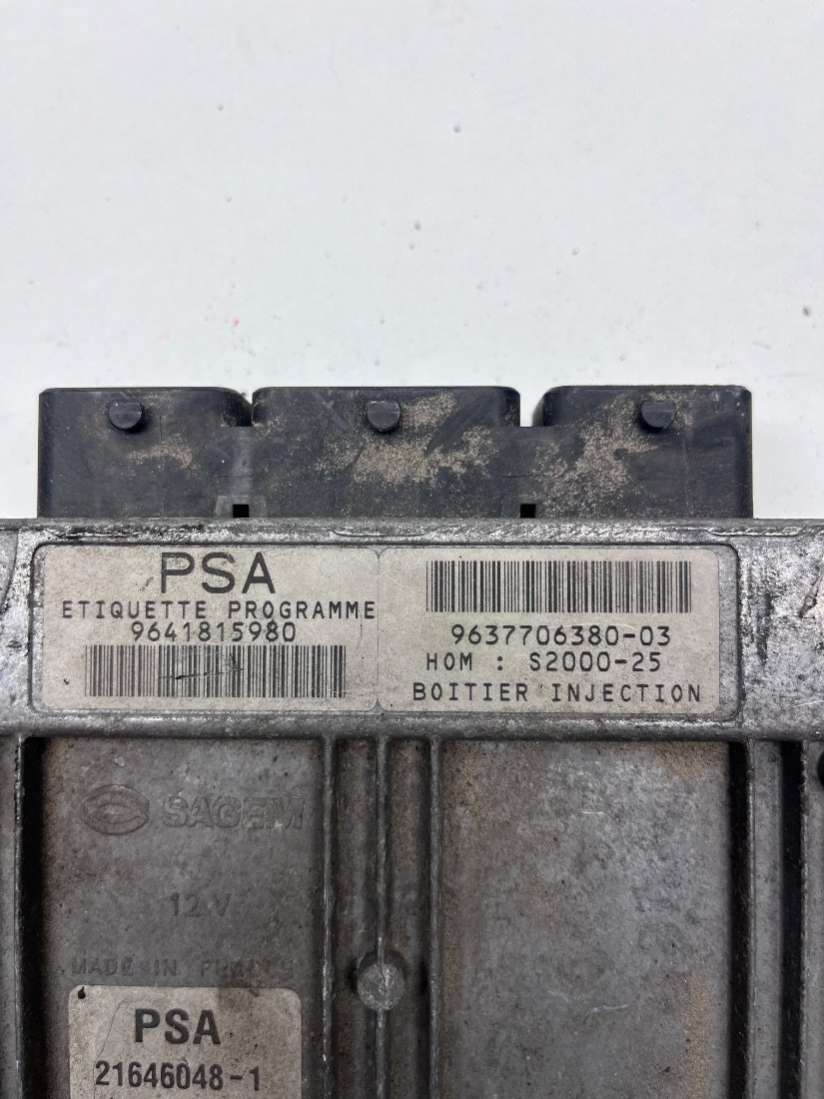 PSA
ETIQUETTE PROGRAMME
9641815980
9637706380-03
HOM : S2000-25
BOITIER INJECTION
SAGEM
12 V
MADE IN FRANCE
PSA
21646048-1